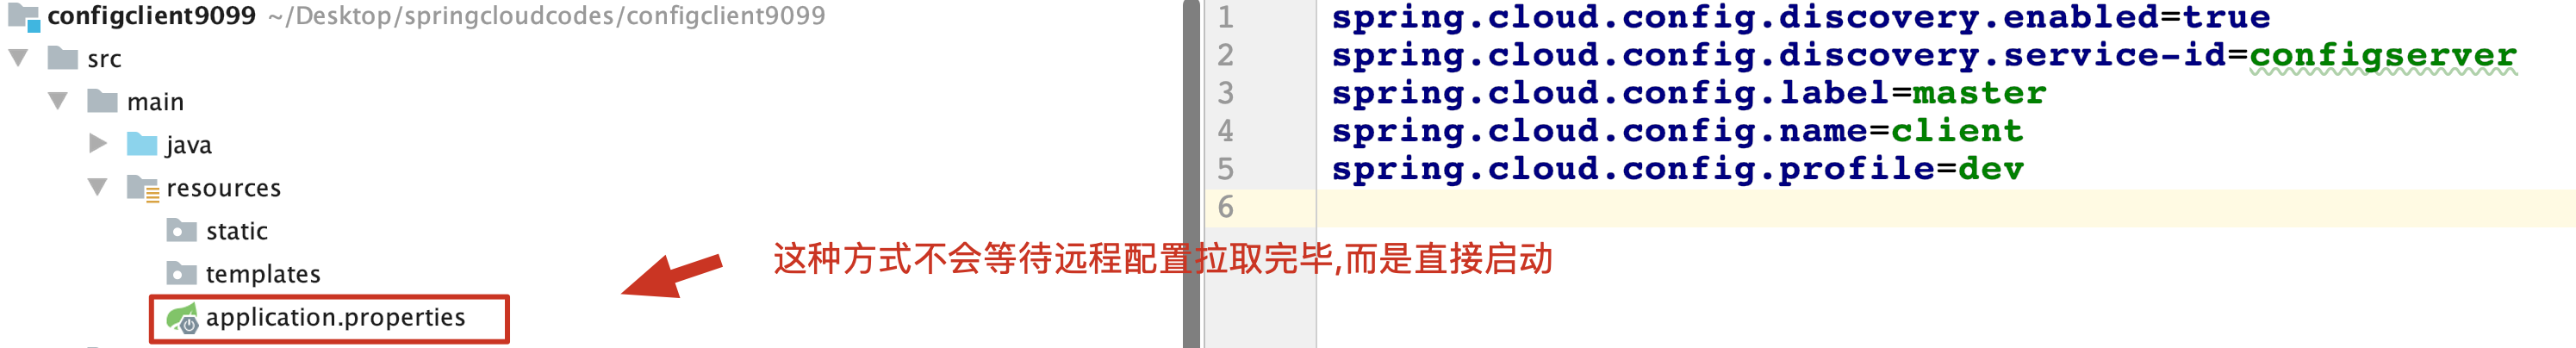 configclient9099 ~/Desktop/springcloudcodes/configclient9099
src
main
java
resources
static
templates
application.properties
1 spring.cloud.config.discovery.enabled=true
2 spring.cloud.config.discovery.service-id=configserver
3 spring.cloud.config.label=master
4 spring.cloud.config.name=client
5 spring.cloud.config.profile=dev
6
这种方式不会等待远程配置拉取完毕,而是直接启动